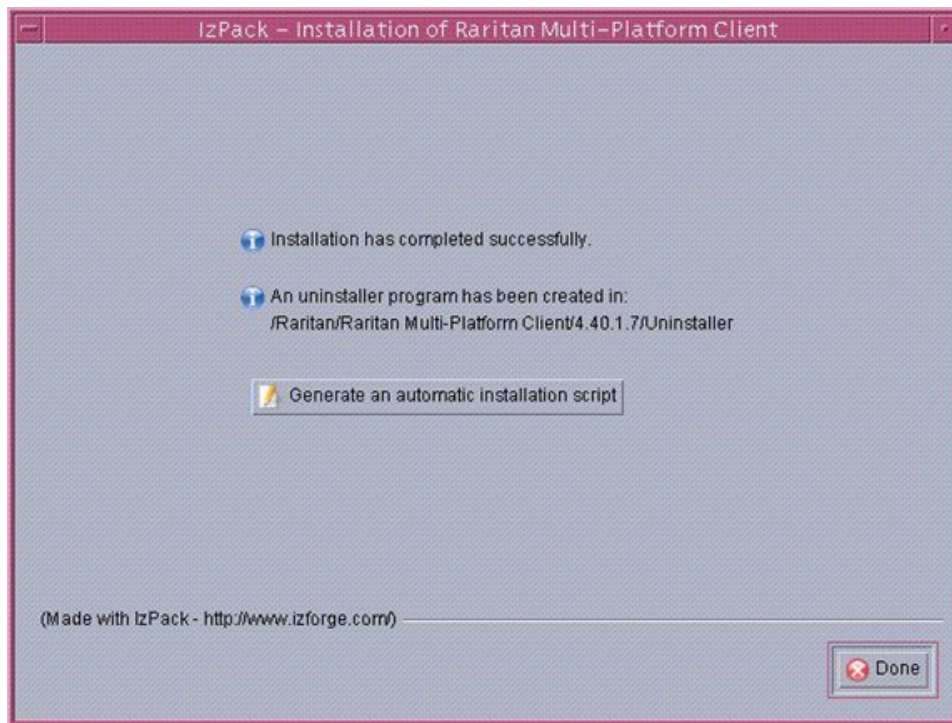 IzPack – Installation of Raritan Multi–Platform Client
Installation has completed successfully.
An uninstaller program has been created in:
/Raritan/Raritan Multi-Platform Client/4.40.1.7/Uninstaller
Generate an automatic installation script
(Made with IzPack - http://www.izforge.com/)
Done